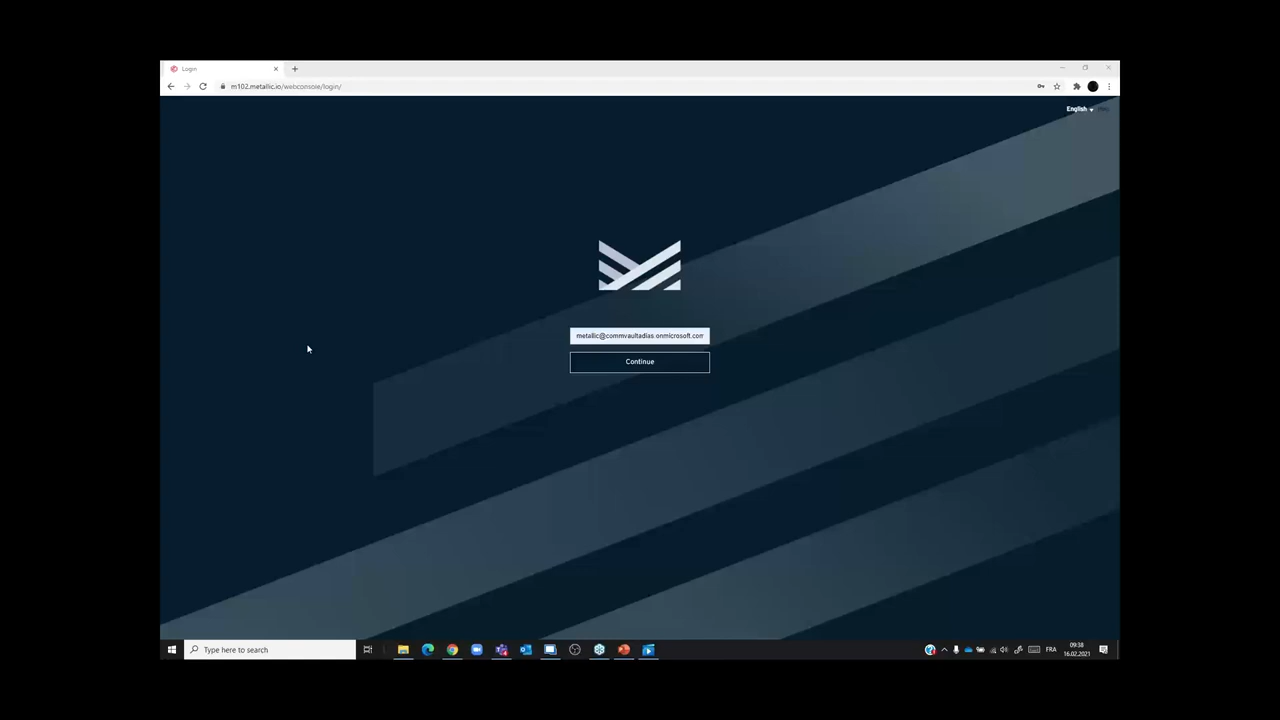 Login
m102.metallic.io/webconsole/login/
English
metallic@commvaultadias.onmicrosoft.com
Continue
Type here to search
FRA
09:38
16.02.2021